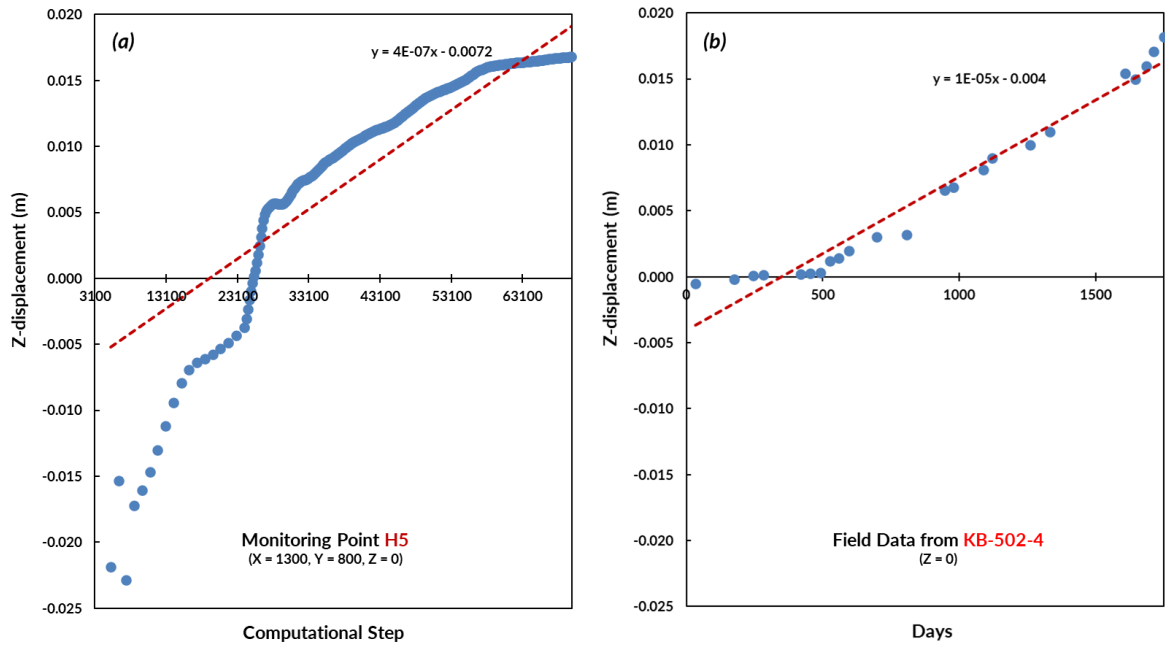 (a)
y = 4E-07x - 0.0072
0.020
0.015
0.010
0.005
0.000
-0.005
-0.010
-0.015
-0.020
-0.025
3100
13100
23100
33100
43100
53100
63100
Z-displacement (m)
Monitoring Point H5
(X = 1300, Y = 800, Z = 0)
Computational Step
(b)
y = 1E-05x - 0.004
0.020
0.015
0.010
0.005
0.000
-0.005
-0.010
-0.015
-0.020
-0.025
0
500
1000
1500
Z-displacement (m)
Field Data from KB-502-4
(Z = 0)
Days